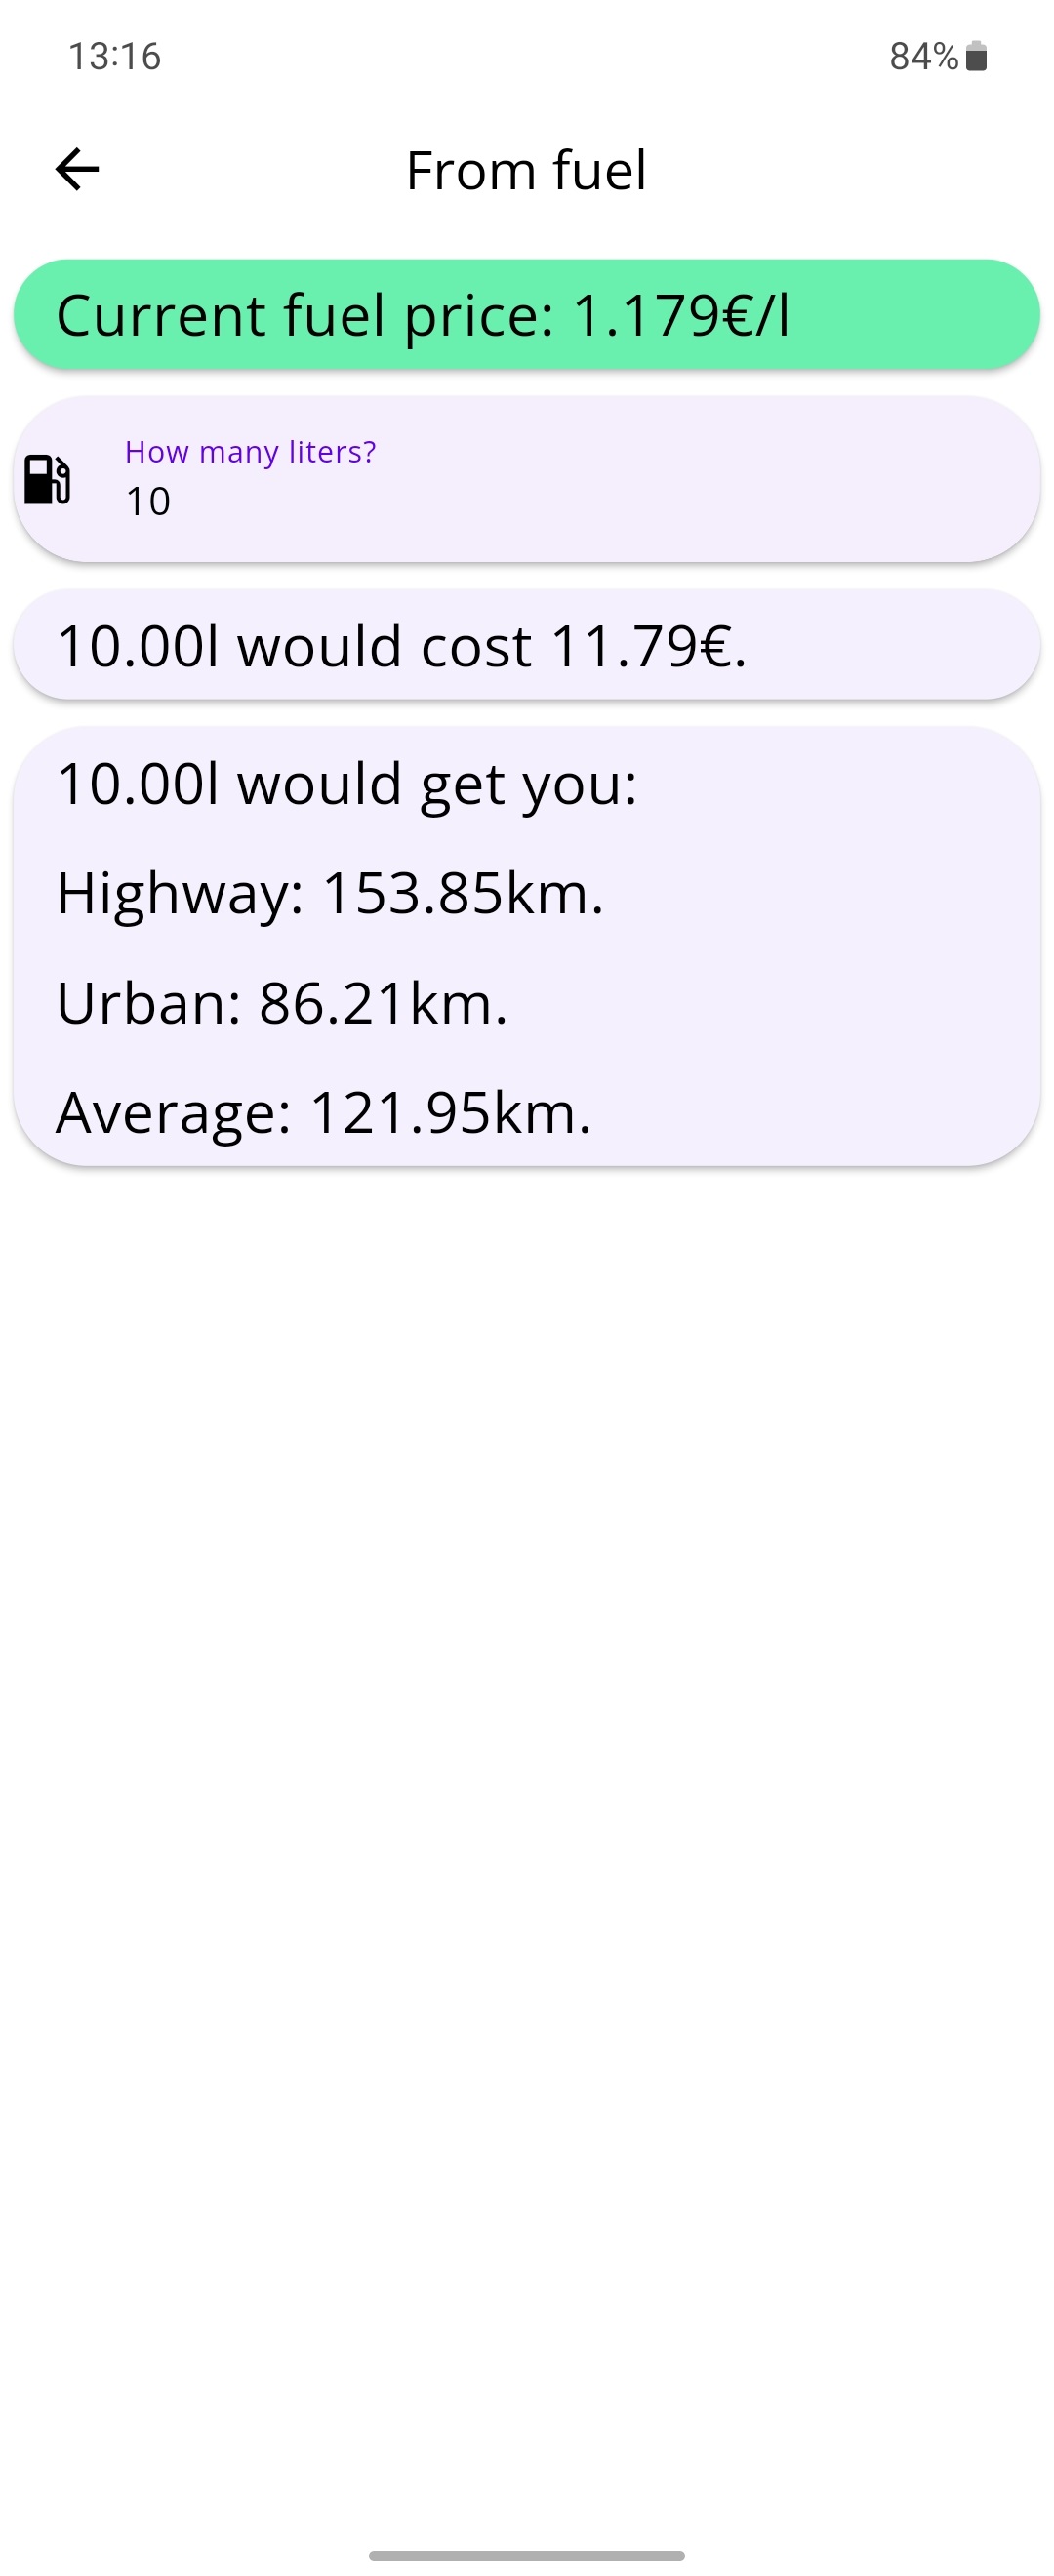 13:16 84%
From fuel
Current fuel price: 1.179€/l
How many liters?
10
10.00l would cost 11.79€.
10.00l would get you:
Highway: 153.85km.
Urban: 86.21km.
Average: 121.95km.